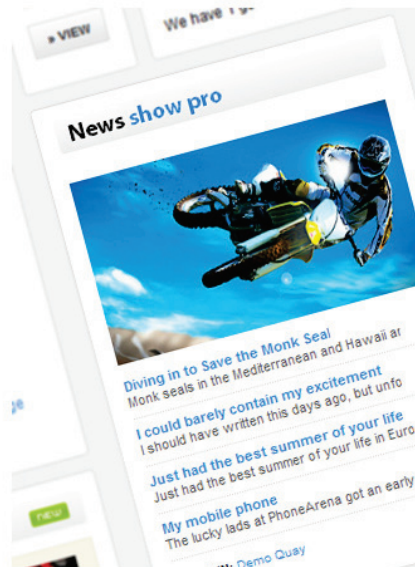 » VIEW
We have 1
News show pro
Diving in to Save the Monk Seal
Monk seals in the Mediterranean and Hawaii ar
I could barely contain my excitement
I should have written this days ago, but unfo
Just had the best summer of your life
Just had the best summer of your life in Euro
My mobile phone
The lucky lads at PhoneArena got an early
Demo Quay
NEW